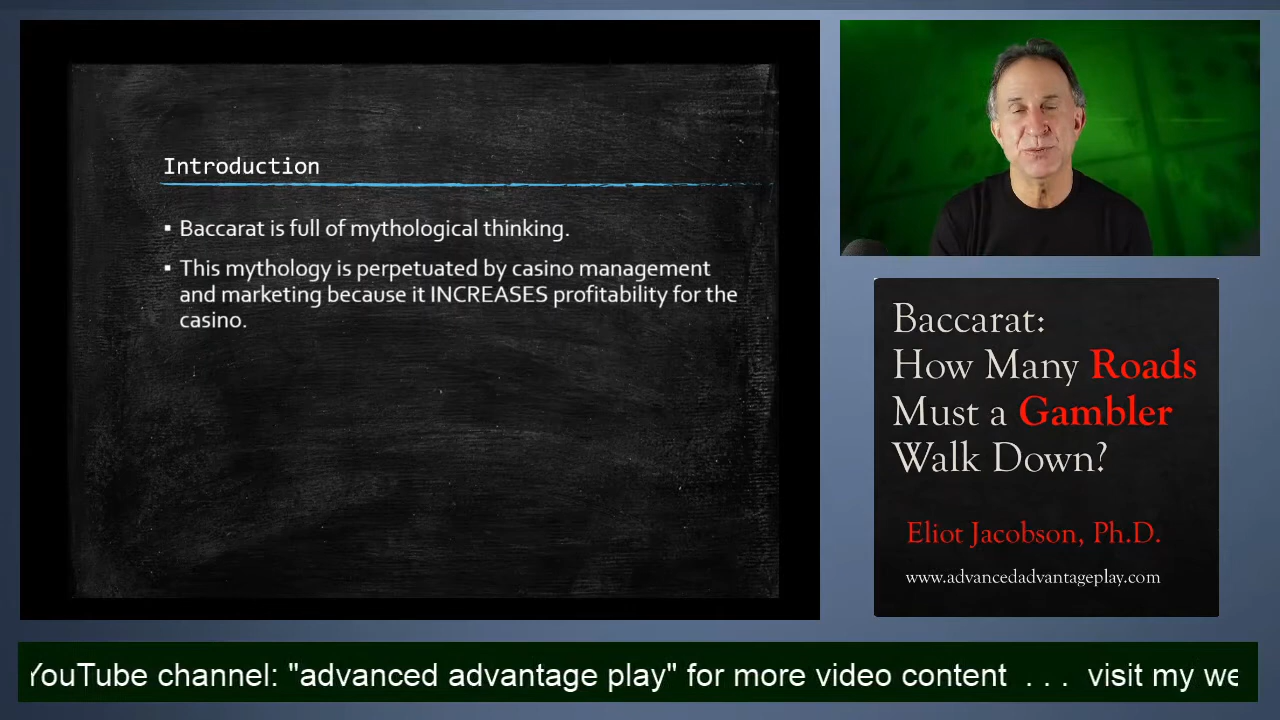 Introduction
▪ Baccarat is full of mythological thinking.
▪ This mythology is perpetuated by casino management
and marketing because it INCREASES profitability for the
casino.
Baccarat:
How Many Roads
Must a Gambler
Walk Down?
Eliot Jacobson, Ph.D.
www.advancedadvantageplay.com
YouTube channel: "advanced advantage play" for more video content . . . visit my we